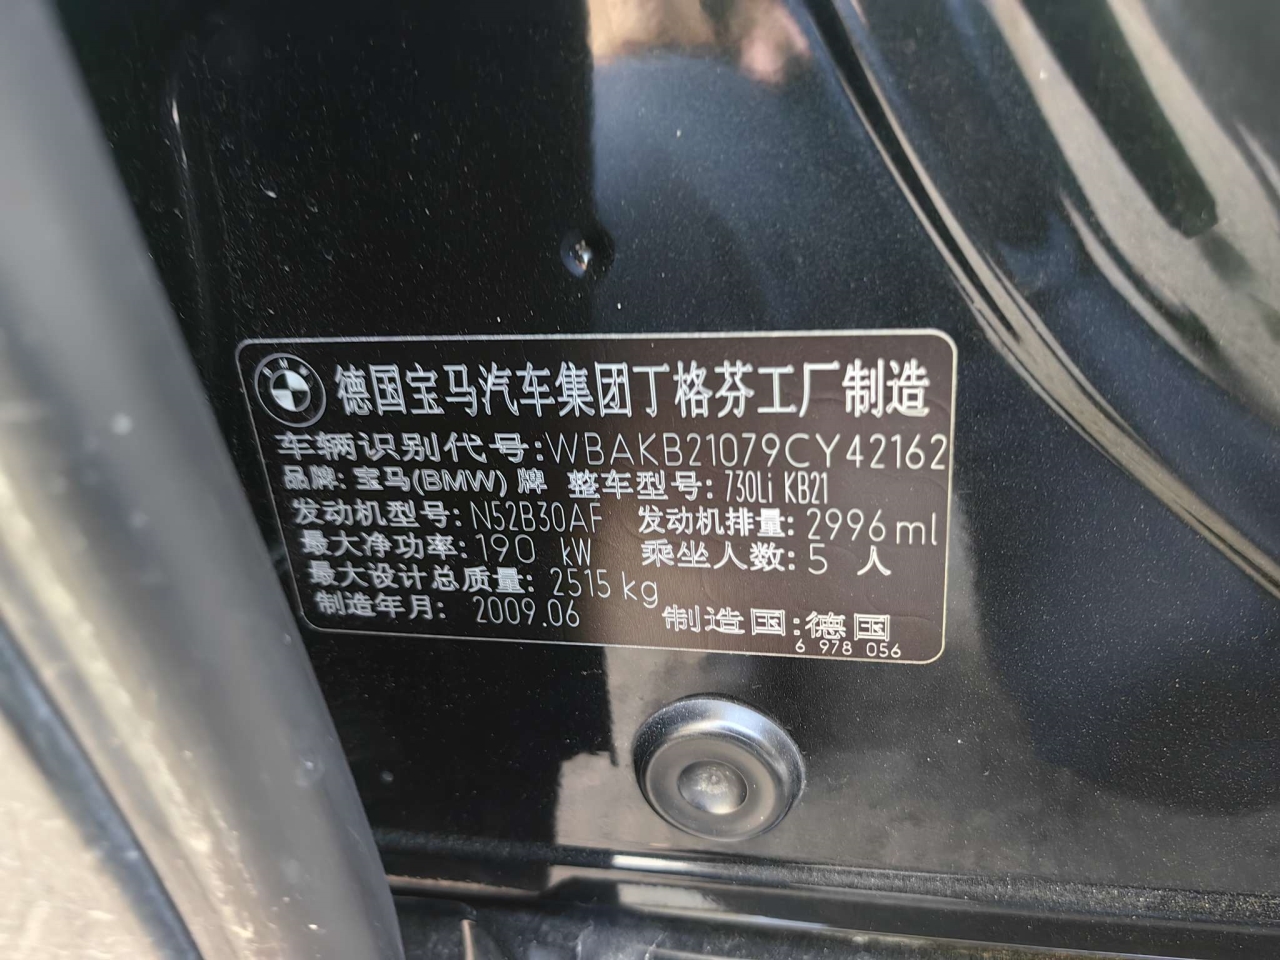 德国宝马汽车集团丁格芬工厂制造
车辆识别代号:WBAKB21079CY42162
品牌:宝马(BMW)牌 整车型号:730Li KB21
发动机型号:N52B30AF 发动机排量:2996ml
最大净功率:190 kW 乘坐人数:5 人
最大设计总质量:2515kg
制造年月: 2009.06 制造国:德国
6 978 056